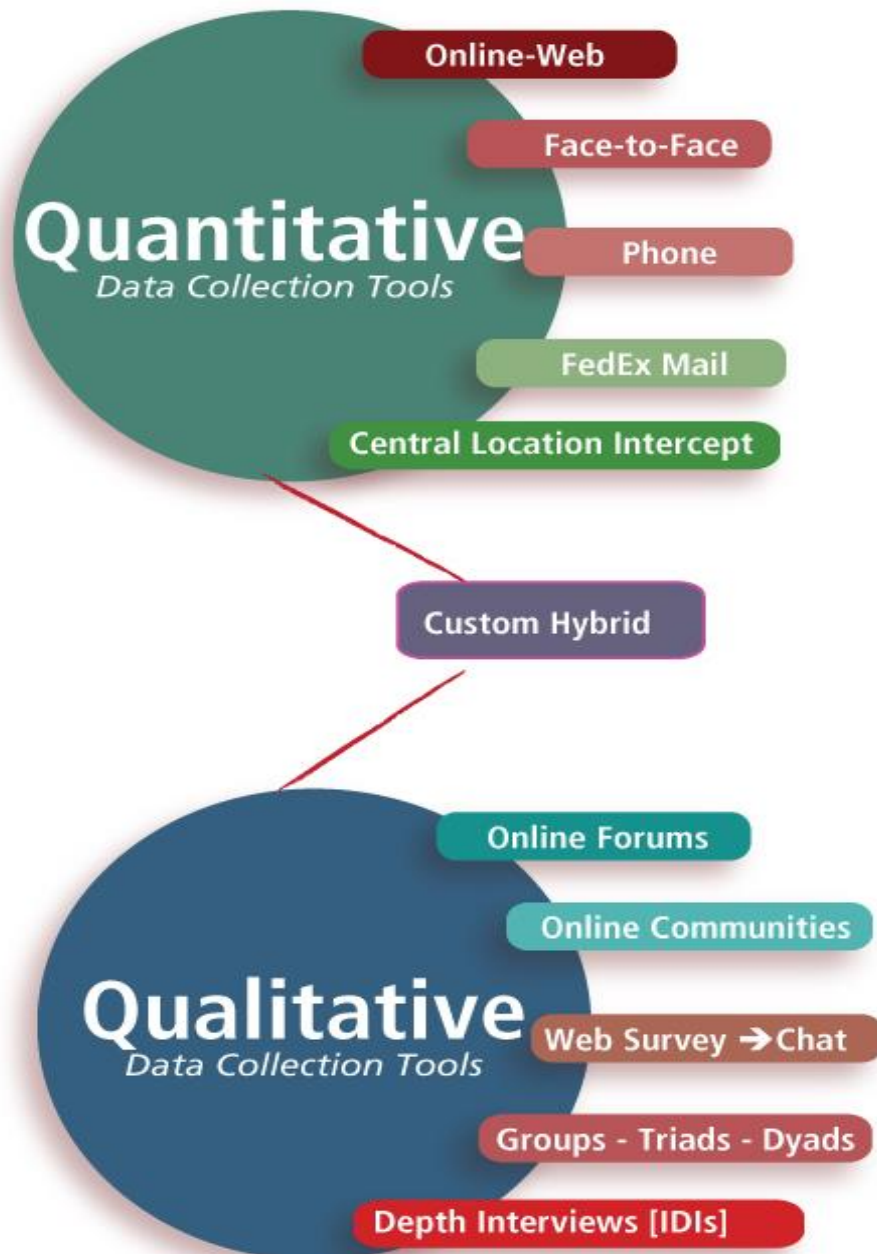 Online-Web
Face-to-Face
Quantitative
Data Collection Tools
Phone
FedEx Mail
Central Location Intercept
Custom Hybrid
Online Forums
Online Communities
Qualitative
Data Collection Tools
Web Survey ➔Chat
Groups - Triads - Dyads
Depth Interviews [IDIs]